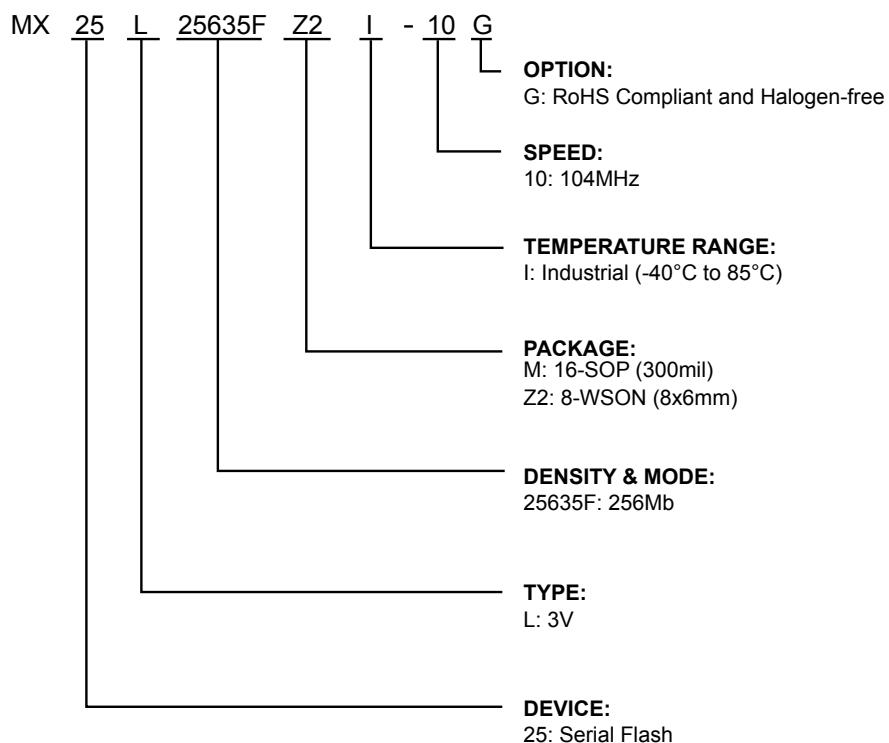 MX 25 L 25635F Z2 I - 10 G
OPTION:
G: RoHS Compliant and Halogen-free
SPEED:
10: 104MHz
TEMPERATURE RANGE:
I: Industrial (-40°C to 85°C)
PACKAGE:
M: 16-SOP (300mil)
Z2: 8-WSON (8x6mm)
DENSITY & MODE:
25635F: 256Mb
TYPE:
L: 3V
DEVICE:
25: Serial Flash